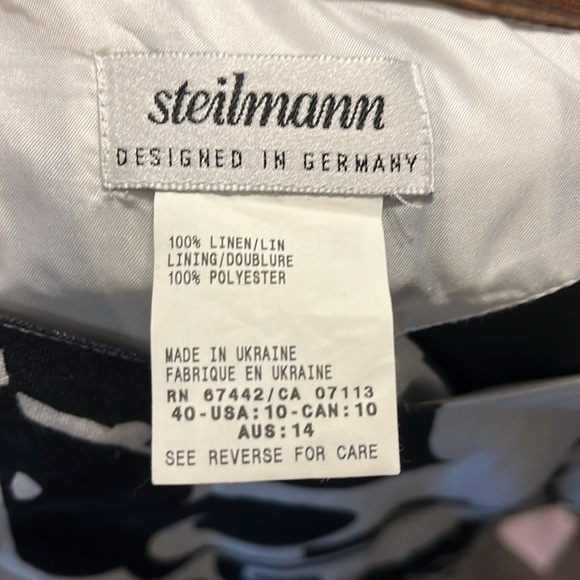 steilmann
DESIGNED IN GERMANY
100% LINEN/LIN
LINING/DOUBLURE
100% POLYESTER
MADE IN UKRAINE
FABRIQUE EN UKRAINE
RN 67442/CA 07113
40-USA:10-CAN:10
AUS:14
SEE REVERSE FOR CARE